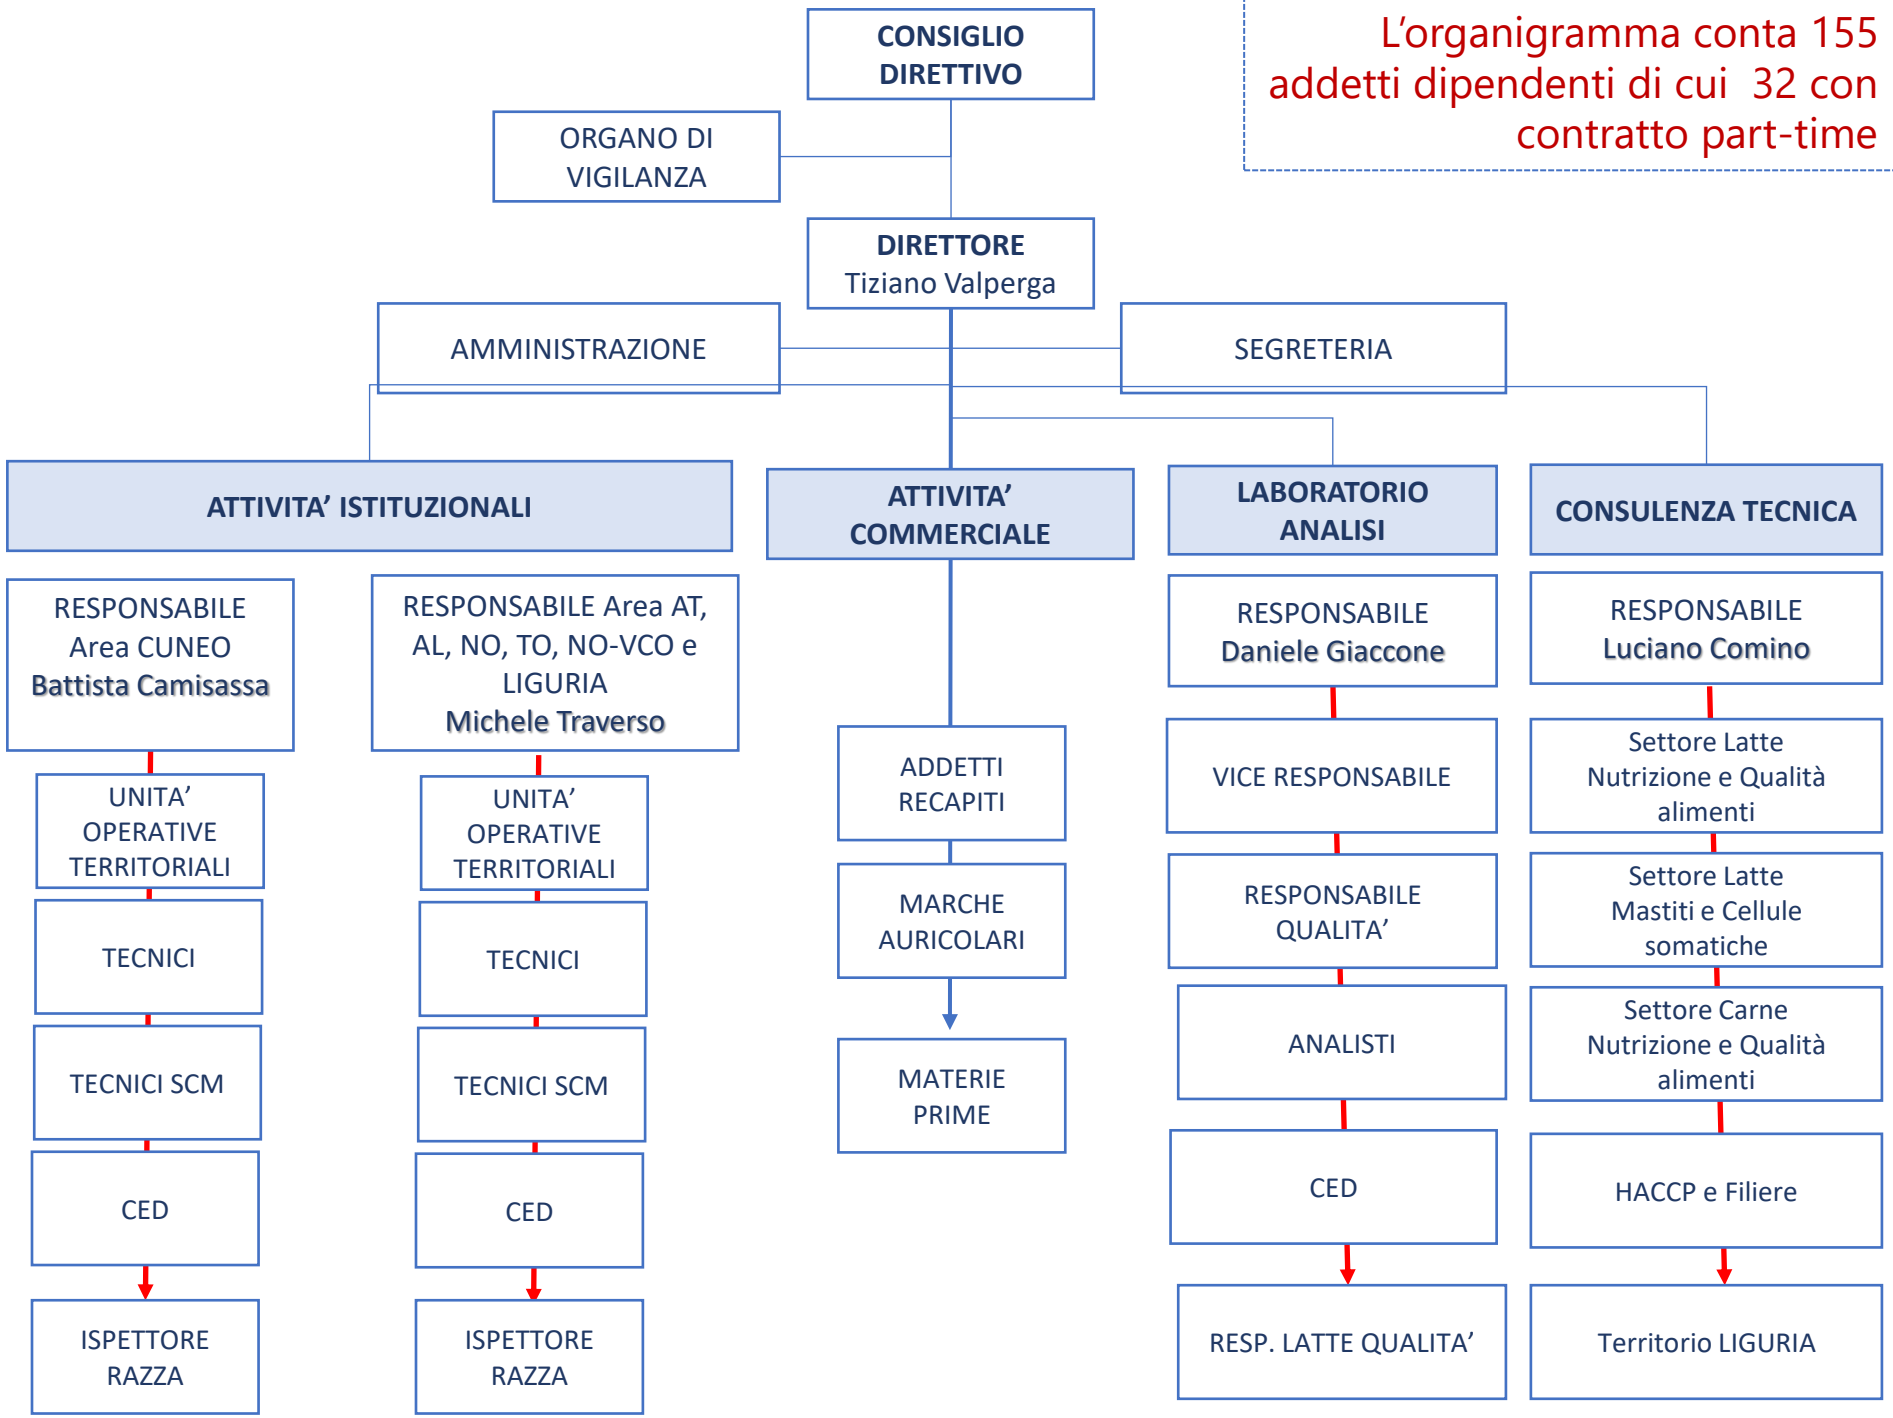 CONSIGLIO
DIRETTIVO
L’organigramma conta 155
addetti dipendenti di cui  32 con
contratto part-time
ORGANO DI
VIGILANZA
DIRETTORE
Tiziano Valperga
AMMINISTRAZIONE
SEGRETERIA
ATTIVITA’ ISTITUZIONALI
RESPONSABILE
Area CUNEO
Battista Camisassa
UNITA’
OPERATIVE
TERRITORIALI
TECNICI
TECNICI SCM
CED
ISPETTORE
RAZZA
RESPONSABILE Area AT,
AL, NO, TO, NO-VCO e
LIGURIA
Michele Traverso
UNITA’
OPERATIVE
TERRITORIALI
TECNICI
TECNICI SCM
CED
ISPETTORE
RAZZA
ATTIVITA’
COMMERCIALE
ADDETTI
RECAPITI
MARCHE
AURICOLARI
MATERIE
PRIME
LABORATORIO
ANALISI
RESPONSABILE
Daniele Giaccone
VICE RESPONSABILE
RESPONSABILE
QUALITA’
ANALISTI
CED
RESP. LATTE QUALITA’
CONSULENZA TECNICA
RESPONSABILE
Luciano Comino
Settore Latte
Nutrizione e Qualità
alimenti
Settore Latte
Mastiti e Cellule
somatiche
Settore Carne
Nutrizione e Qualità
alimenti
HACCP e Filiere
Territorio LIGURIA